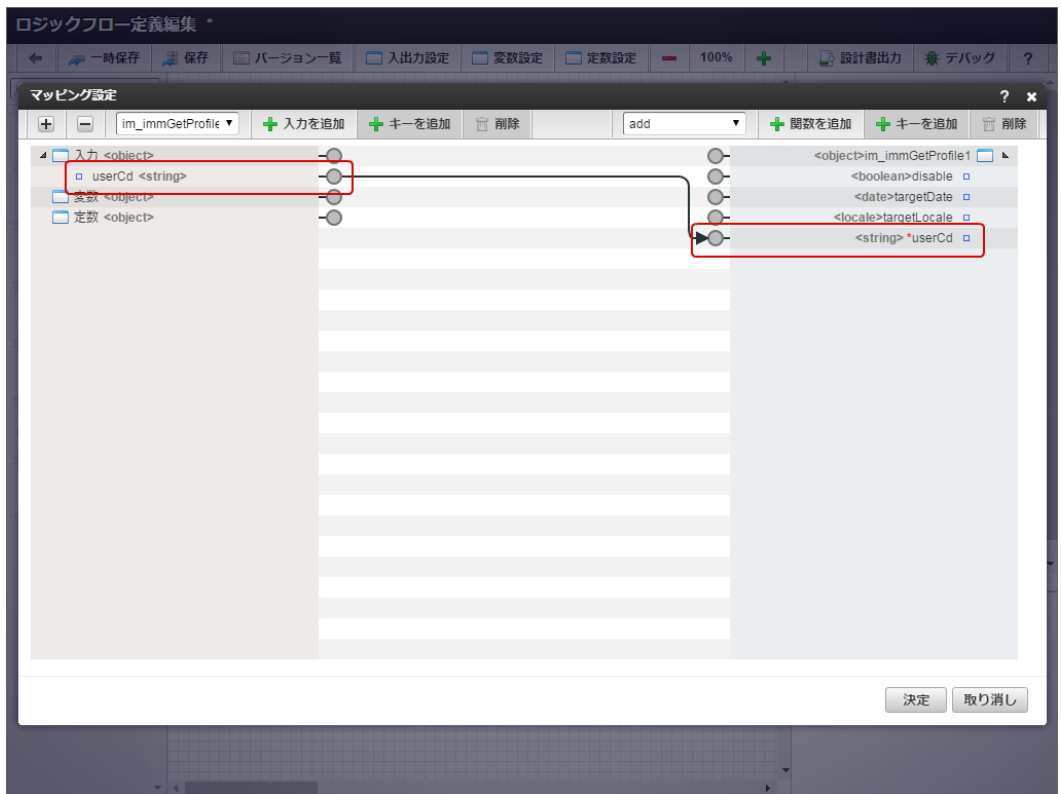 ロジックフロー定義編集 *
一時保存 保存 バージョン一覧 入出力設定 変数設定 定数設定 100% 設計書出力 デバッグ ?
マッピング設定 ? ×
im_immGetProfile ▼ 入力を追加 キーを追加 削除 add ▼ 関数を追加 キーを追加 削除
入力 <object> <object>im_immGetProfile1
userCd <string> <boolean>disable
変数 <object> <date>targetDate
定数 <object> <locale>targetLocale
<string> *userCd
決定 取り消し